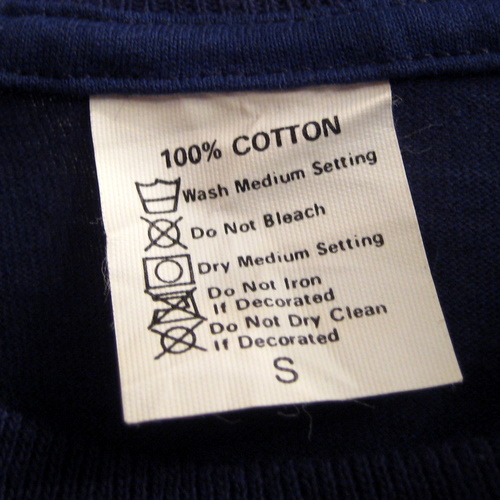 100% COTTON
Wash Medium Setting
Do Not Bleach
Dry Medium Setting
Do Not Iron
If Decorated
Do Not Dry Clean
If Decorated
S